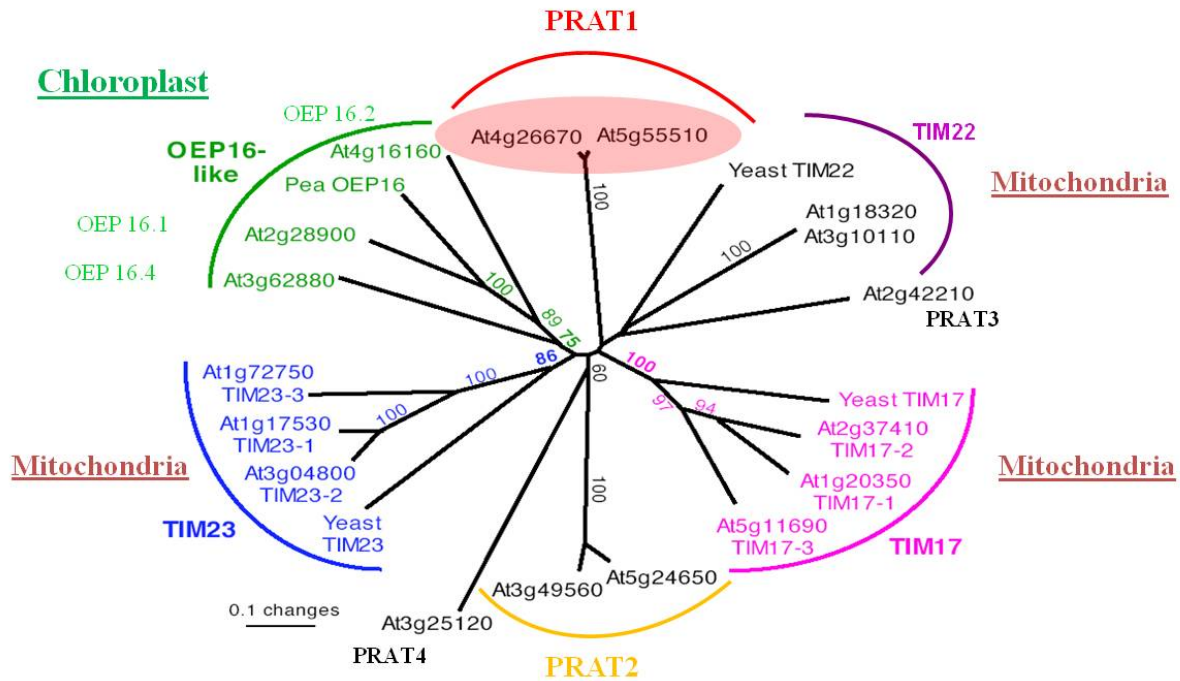 PRAT1
Chloroplast
OEP 16.2
OEP16-
like
At4g16160
Pea OEP16
OEP 16.1
At2g28900
OEP 16.4
At3g62880
At4g26670
At5g55510
100
TIM22
Mitochondria
Yeast TIM22
At1g18320
At3g10110
100
At2g42210
PRAT3
100
89
75
86
100
100
At1g72750
TIM23-3
At1g17530
TIM23-1
Mitochondria
At3g04800
TIM23-2
TIM23
Yeast
TIM23
60
100
100
97
94
Yeast TIM17
At2g37410
TIM17-2
Mitochondria
At1g20350
TIM17-1
At5g11690
TIM17-3
TIM17
At3g49560
At5g24650
0.1 changes
At3g25120
PRAT4
PRAT2